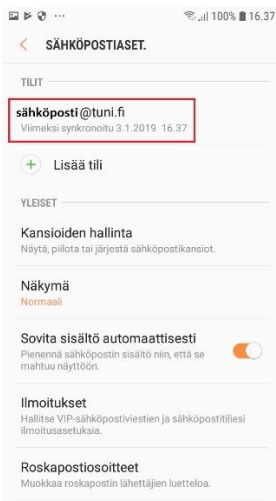 100% 16.37
SÄHKÖPOSTIASET.
TILIT
sähköposti@tuni.fi
Viimeksi synkronoitu 3.1.2019 16.37
Lisää tili
YLEISET
Kansioiden hallinta
Näytä, piilota tai järjestä sähköpostikansiot.
Näkymä
Normaali
Sovita sisältö automaattisesti
Pienennä sähköpostin sisältö niin, että se
mahtuu näyttöön.
Ilmoitukset
Hallitse VIP-sähköpostiviestien ja sähköpostitiliesi
ilmoitusasetuksia.
Roskapostiosoitteet
Muokkaa roskapostin lähettäjien luetteloa.